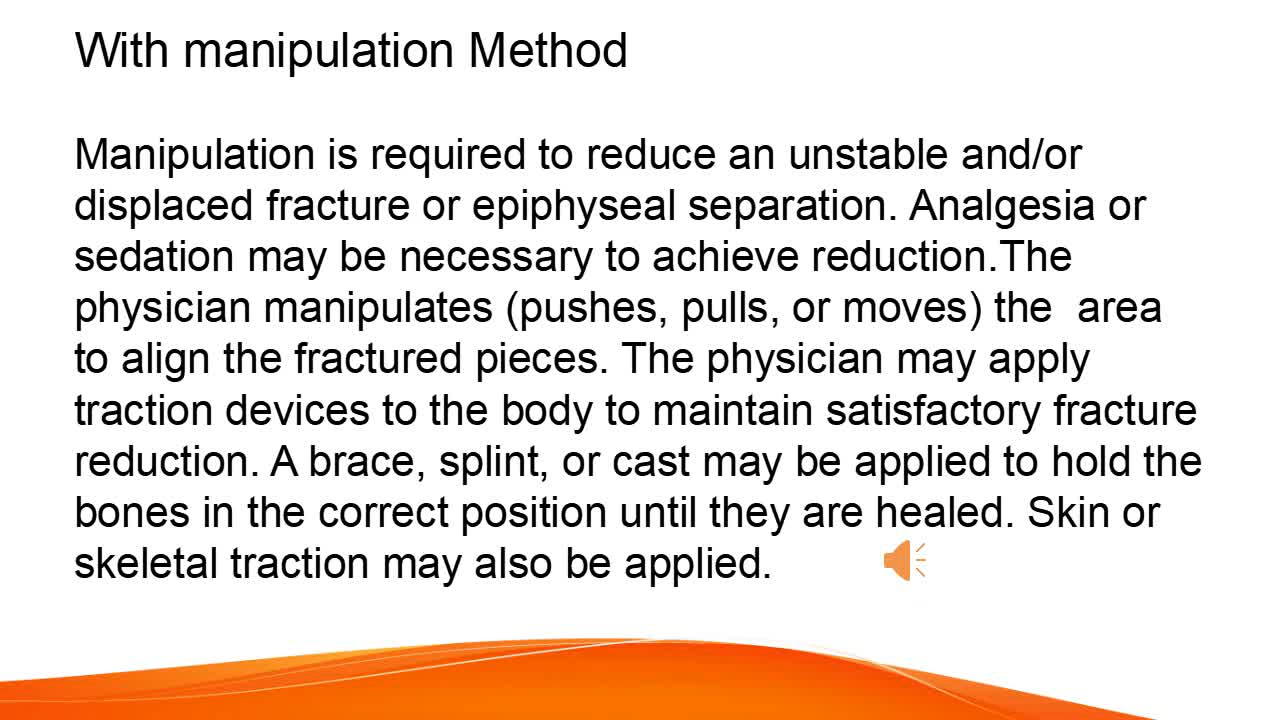 With manipulation Method
Manipulation is required to reduce an unstable and/or
displaced fracture or epiphyseal separation. Analgesia or
sedation may be necessary to achieve reduction.The
physician manipulates (pushes, pulls, or moves) the  area
to align the fractured pieces. The physician may apply
traction devices to the body to maintain satisfactory fracture
reduction. A brace, splint, or cast may be applied to hold the
bones in the correct position until they are healed. Skin or
skeletal traction may also be applied.